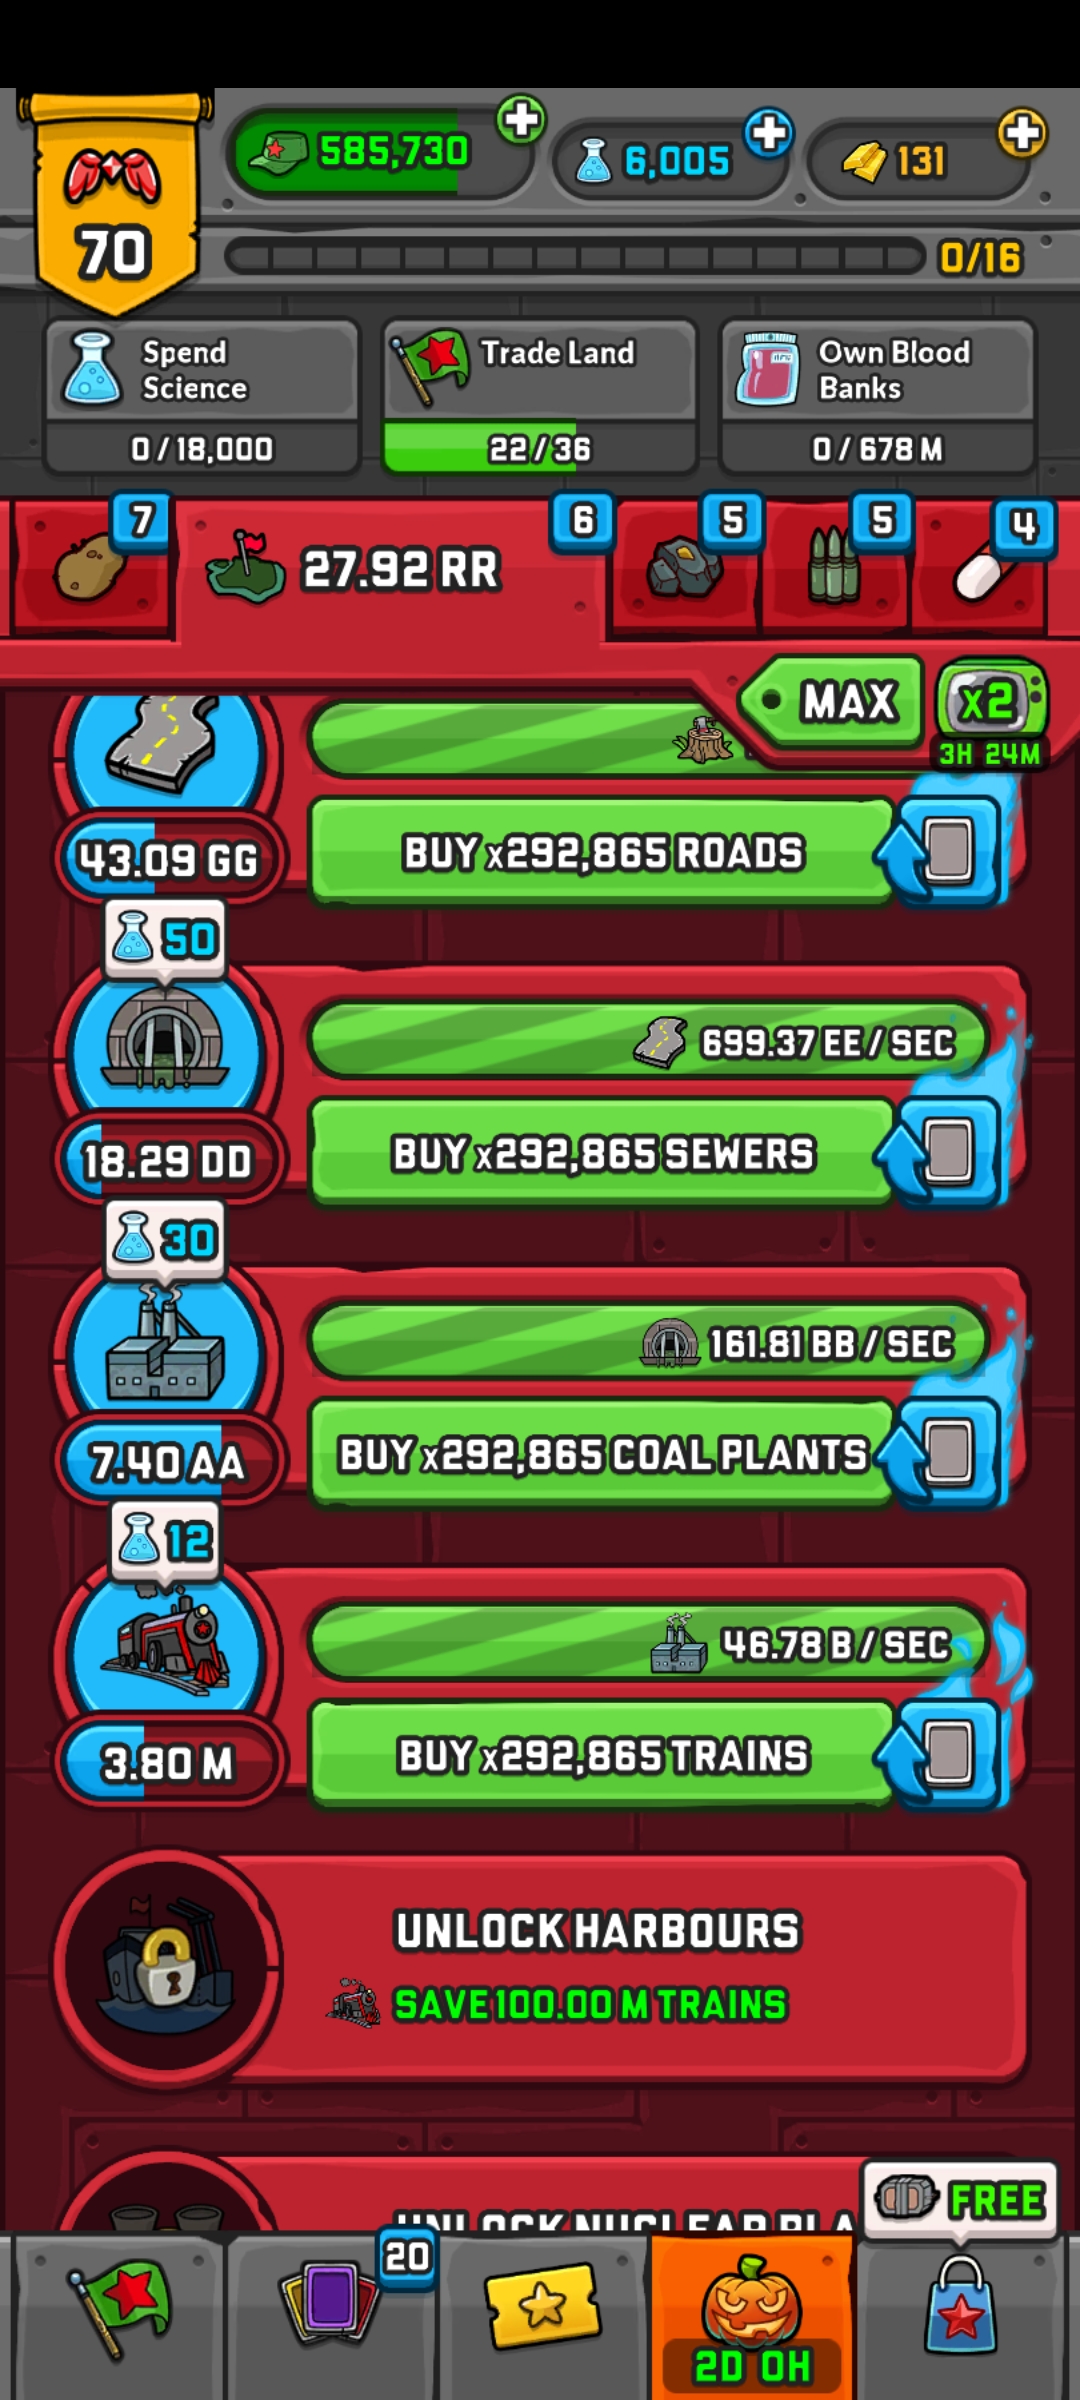 585,730
6,005
131
70
0/16
Spend
Science
0 / 18,000
Trade Land
22 / 36
Own Blood
Banks
0 / 678 M
7
27.92 RR
6
5
5
4
MAX
x2
3H 24M
43.09 GG
BUY x292,865 ROADS
50
699.37 EE / SEC
18.29 DD
BUY x292,865 SEWERS
30
161.81 BB / SEC
7.40 AA
BUY x292,865 COAL PLANTS
12
46.78 B / SEC
3.80 M
BUY x292,865 TRAINS
UNLOCK HARBOURS
SAVE 100.00 M TRAINS
UNLOCK NUCLEAR PLA
FREE
20
2D 0H